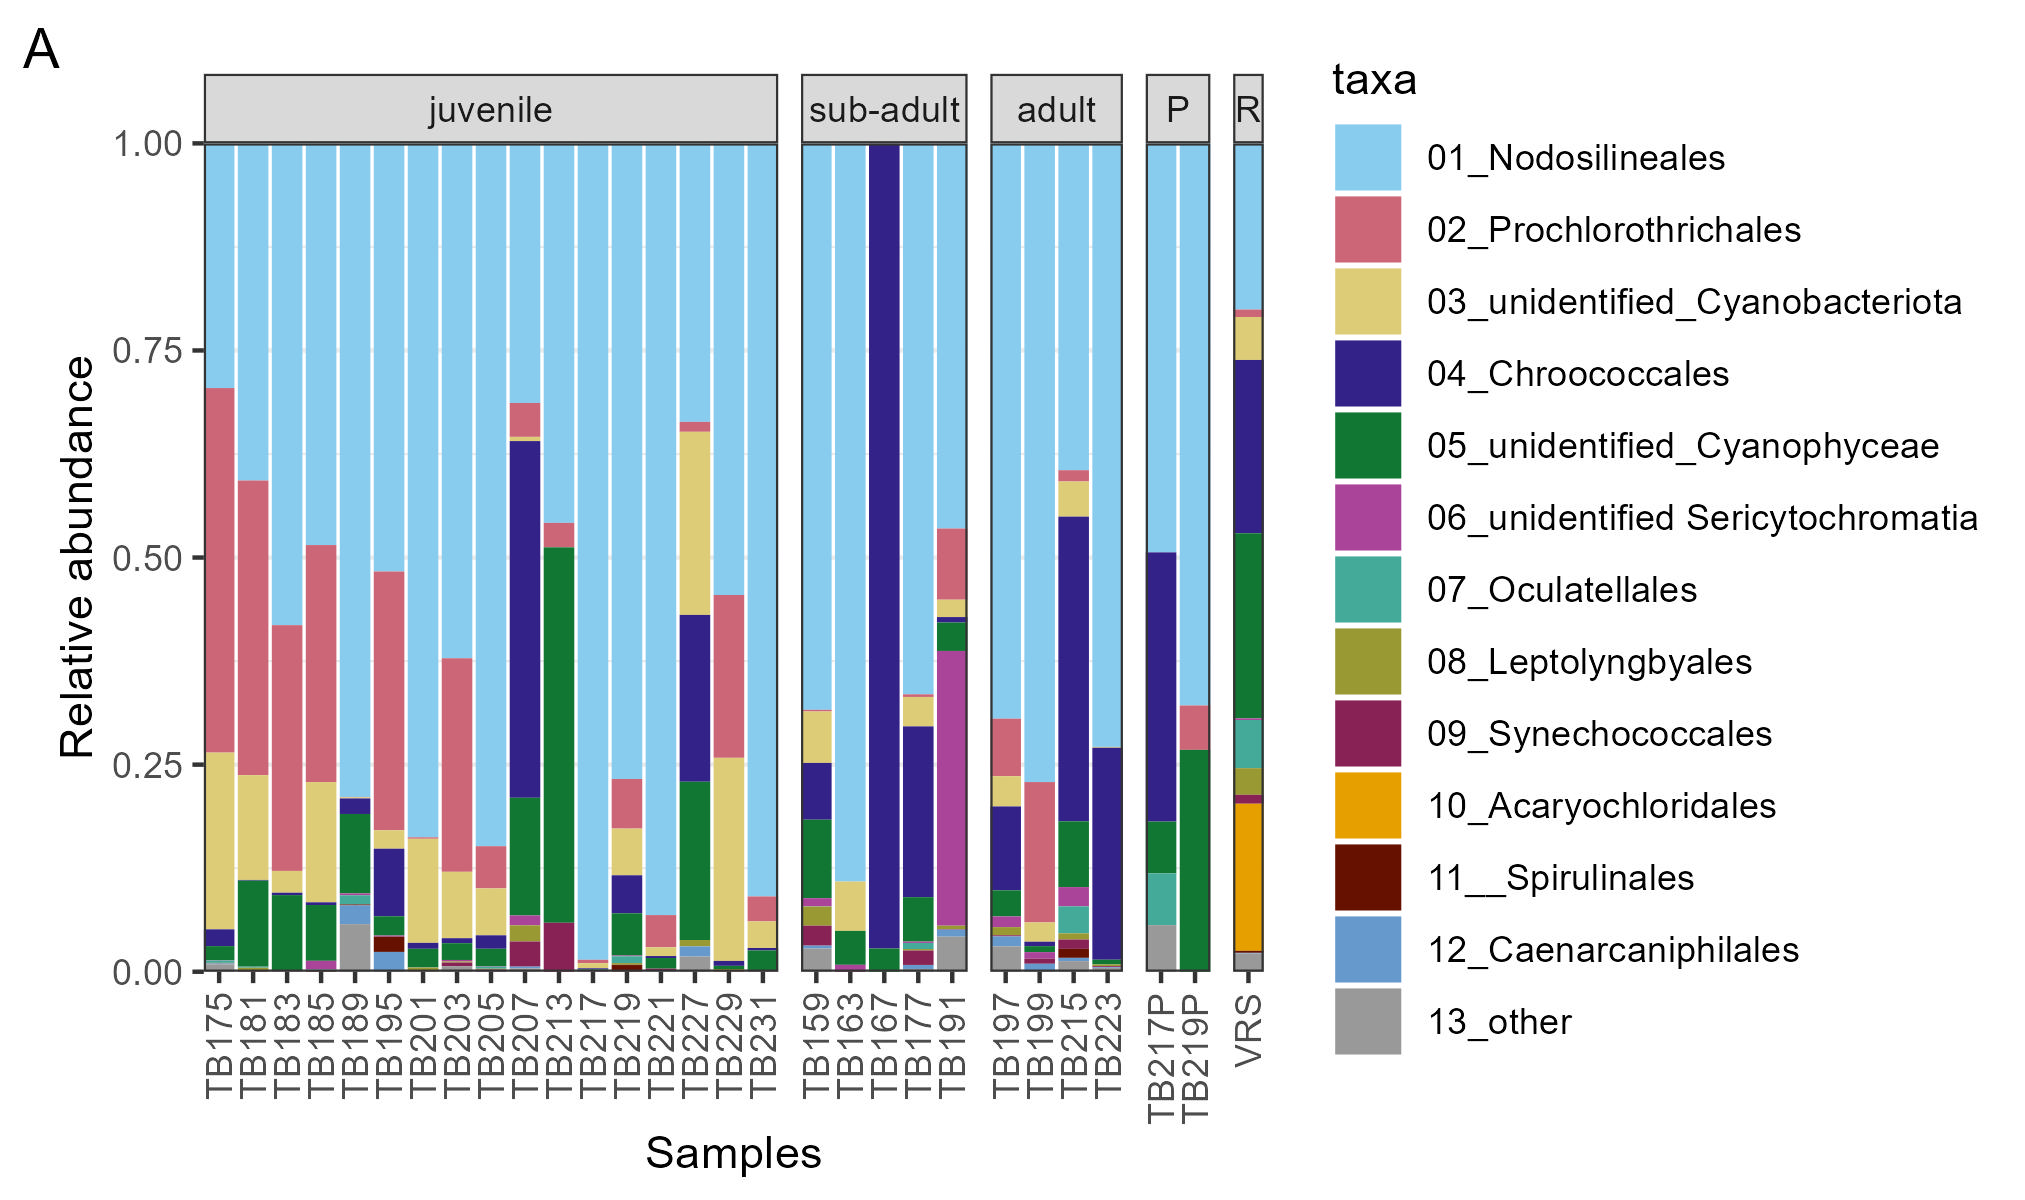 A
juvenile
sub-adult
adult
P
R
1.00
0.75
0.50
0.25
0.00
Relative abundance
TB175
TB181
TB183
TB185
TB189
TB195
TB201
TB203
TB205
TB207
TB213
TB217
TB219
TB221
TB227
TB229
TB231
TB159
TB163
TB167
TB177
TB191
TB197
TB199
TB215
TB223
TB217P
TB219P
VRS
Samples
taxa
01_Nodosilineales
02_Prochlorothrichales
03_unidentified_Cyanobacteriota
04_Chroococcales
05_unidentified_Cyanophyceae
06_unidentified Sericytochromatia
07_Oculatellales
08_Leptolyngbyales
09_Synechococcales
10_Acaryochloridales
11__Spirulinales
12_Caenarcaniphilales
13_other